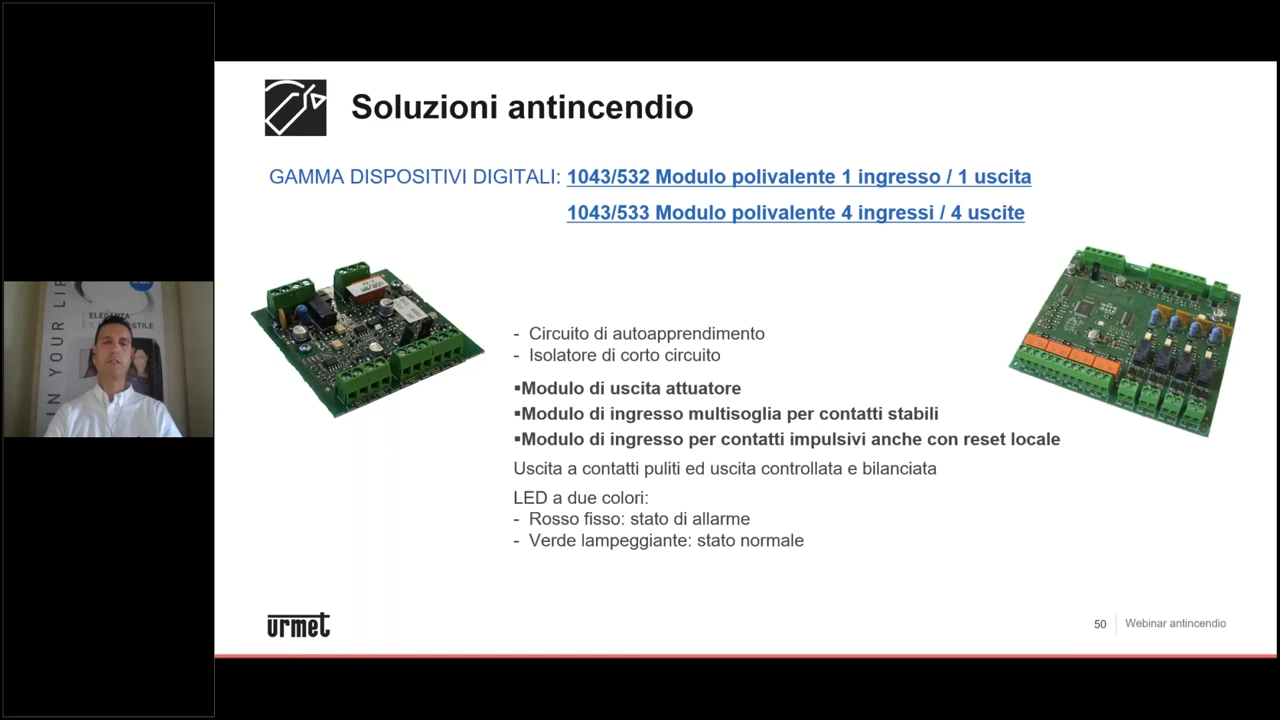 Soluzioni antincendio
GAMMA DISPOSITIVI DIGITALI: 1043/532 Modulo polivalente 1 ingresso / 1 uscita
1043/533 Modulo polivalente 4 ingressi / 4 uscite
- Circuito di autoapprendimento
- Isolatore di corto circuito
▪Modulo di uscita attuatore
▪Modulo di ingresso multisoglia per contatti stabili
▪Modulo di ingresso per contatti impulsivi anche con reset locale
Uscita a contatti puliti ed uscita controllata e bilanciata
LED a due colori:
- Rosso fisso: stato di allarme
- Verde lampeggiante: stato normale
urmet
50
Webinar antincendio
IN YOUR
L'ELEGANZA